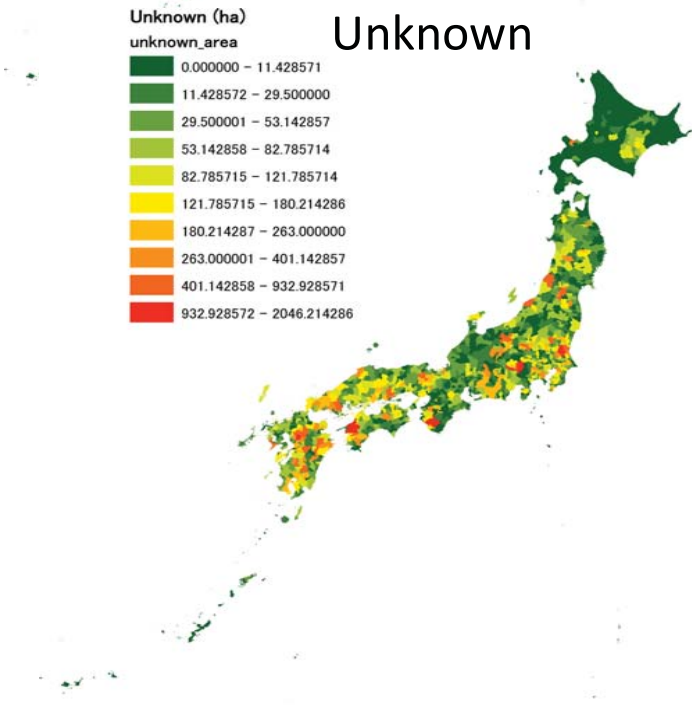 Unknown (ha)
Unknown
unknown_area
0.000000 - 11.428571
11.428572 - 29.500000
29.500001 - 53.142857
53.142858 - 82.785714
82.785715 - 121.785714
121.785715 - 180.214286
180.214287 - 263.000000
263.000001 - 401.142857
401.142858 - 932.928571
932.928572 - 2046.214286